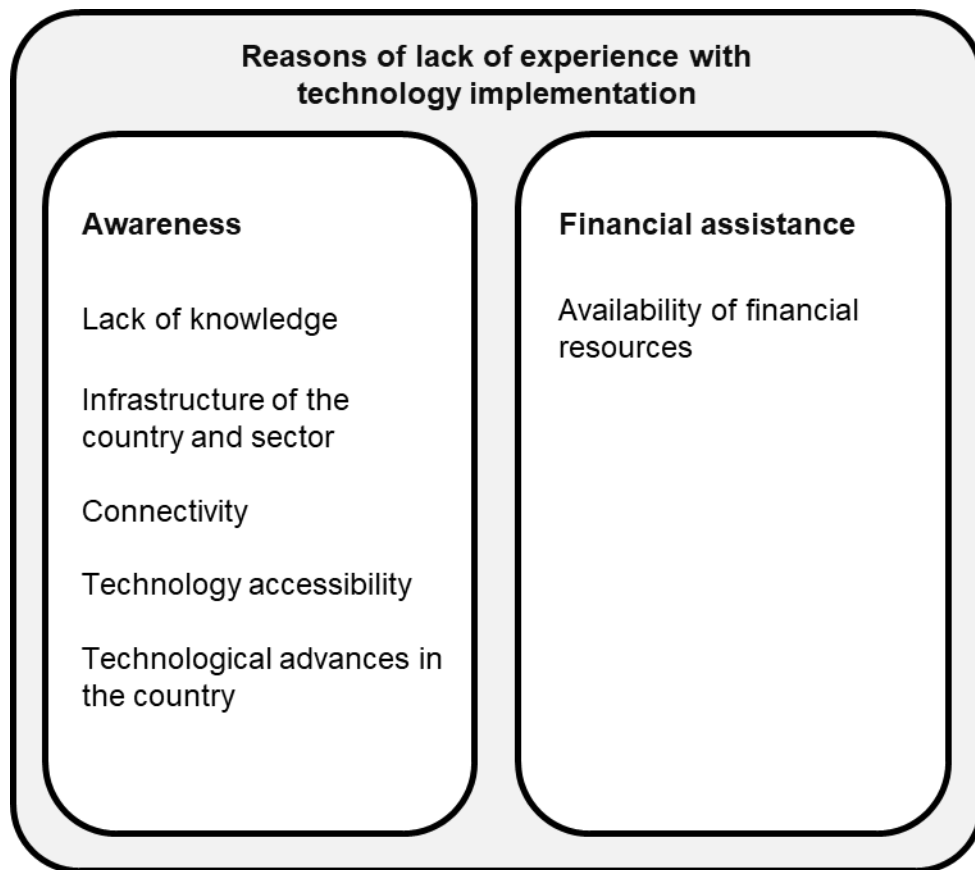 Reasons of lack of experience with
technology implementation
Awareness
Lack of knowledge
Infrastructure of the
country and sector
Connectivity
Technology accessibility
Technological advances in
the country
Financial assistance
Availability of financial
resources